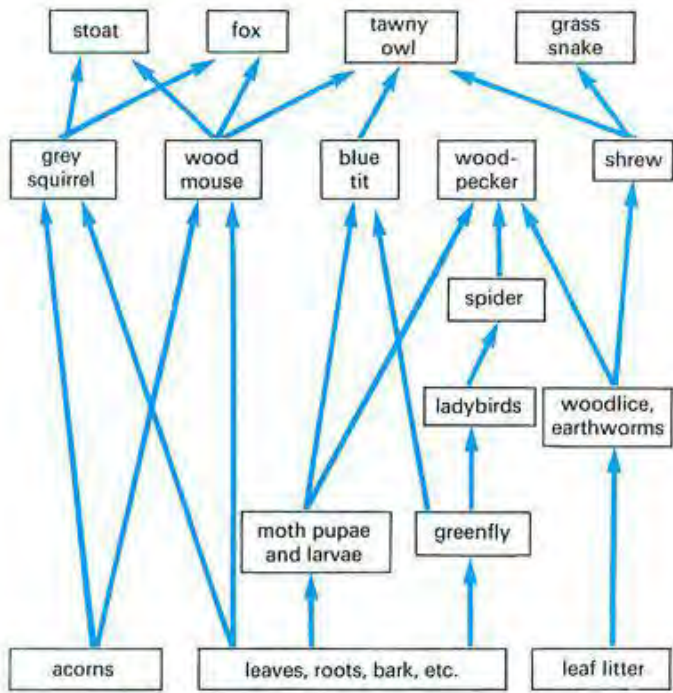 stoat
fox
tawny
owl
grass
snake
grey
squirrel
wood
mouse
blue
tit
wood-
pecker
shrew
spider
ladybirds
woodlice,
earthworms
moth pupae
and larvae
greenfly
acorns
leaves, roots, bark, etc.
leaf litter